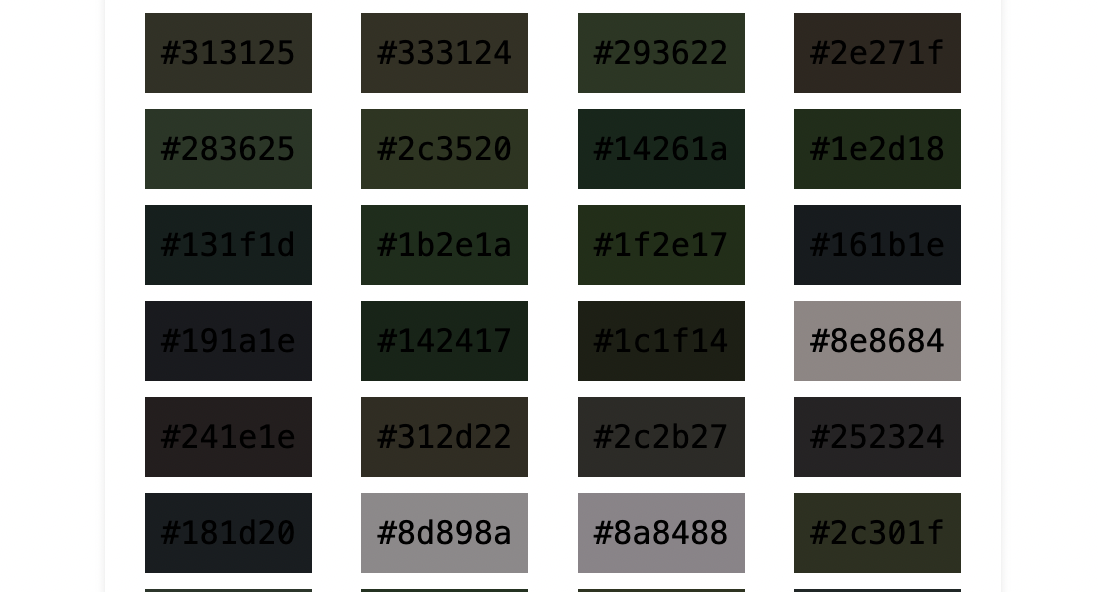 #313125 #333124 #293622 #2e271f
#283625 #2c3520 #14261a #1e2d18
#131f1d #1b2e1a #1f2e17 #161b1e
#191a1e #142417 #1c1f14 #8e8684
#241e1e #312d22 #2c2b27 #252324
#181d20 #8d898a #8a8488 #2c301f